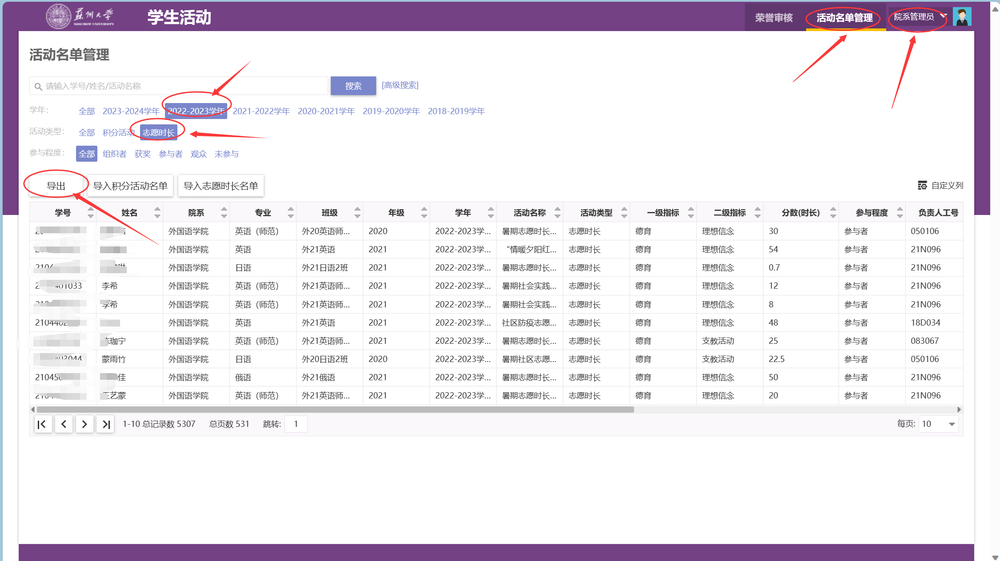 蘇州大學
SOOCHOW UNIVERSITY
学生活动
荣誉审核 活动名单管理 院系管理员
活动名单管理
请输入学号/姓名/活动名称 搜索 [高级搜索]
学年： 全部 2023-2024学年 2022-2023学年 2021-2022学年 2020-2021学年 2019-2020学年 2018-2019学年
活动类型： 全部 积分活动 志愿时长
参与程度： 全部 组织者 获奖 参与者 观众 未参与
导出 导入积分活动名单 导入志愿时长名单 自定义列
学号 姓名 院系 专业 班级 年级 学年 活动名称 活动类型 一级指标 二级指标 分数(时长) 参与程度 负责人工号
外国语学院 英语（师范） 外20英语师... 2020 2022-2023学... 暑期志愿时长... 志愿时长 德育 理想信念 30 参与者 050106
外国语学院 英语 外21英语 2021 2022-2023学... “情暖夕阳红... 志愿时长 德育 理想信念 54 参与者 21N096
外国语学院 日语 外21日语2班 2021 2022-2023学... 暑期志愿时长... 志愿时长 德育 理想信念 0.7 参与者 21N096
李希 外国语学院 英语（师范） 外21英语师... 2021 2022-2023学... 暑期社会实践... 志愿时长 德育 理想信念 12 参与者 21N096
李希 外国语学院 英语（师范） 外21英语师... 2021 2022-2023学... 暑期社会实践... 志愿时长 德育 理想信念 8 参与者 21N096
外国语学院 英语 外21英语 2021 2022-2023学... 社区防疫志愿... 志愿时长 德育 理想信念 48 参与者 18D034
珈宁 外国语学院 英语（师范） 外21英语师... 2021 2022-2023学... 暑期志愿时长... 志愿时长 德育 支教活动 25 参与者 083067
蒙雨竹 外国语学院 日语 外20日语2班 2020 2022-2023学... 暑期社区志愿... 志愿时长 德育 支教活动 22.5 参与者 050106
佳 外国语学院 俄语 外21俄语 2021 2022-2023学... 暑期志愿时长... 志愿时长 德育 理想信念 50 参与者 21N096
艺蒙 外国语学院 英语（师范） 外21英语师... 2021 2022-2023学... 暑期志愿时长... 志愿时长 德育 理想信念 20 参与者 21N096
1-10 总记录数 5307 总页数 531 跳转: 1 每页: 10